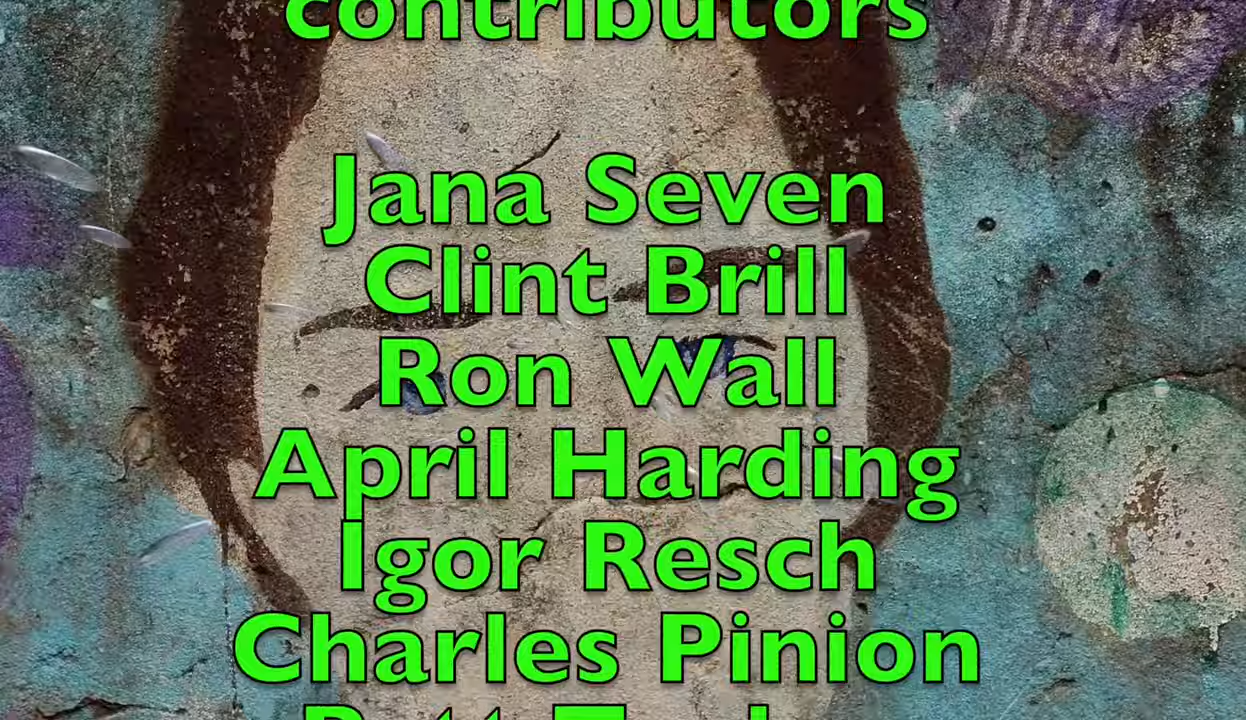 contributors
Jana Seven
Clint Brill
Ron Wall
April Harding
Igor Resch
Charles Pinion